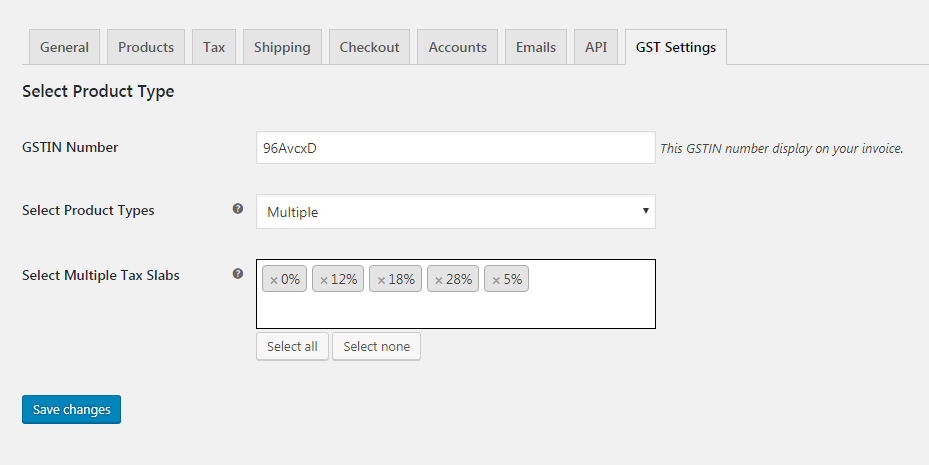 General Products Tax Shipping Checkout Accounts Emails API GST Settings
Select Product Type
GSTIN Number 96AvcxD This GSTIN number display on your invoice.
Select Product Types ? Multiple
Select Multiple Tax Slabs ? × 0% × 12% × 18% × 28% × 5%
Select all Select none
Save changes